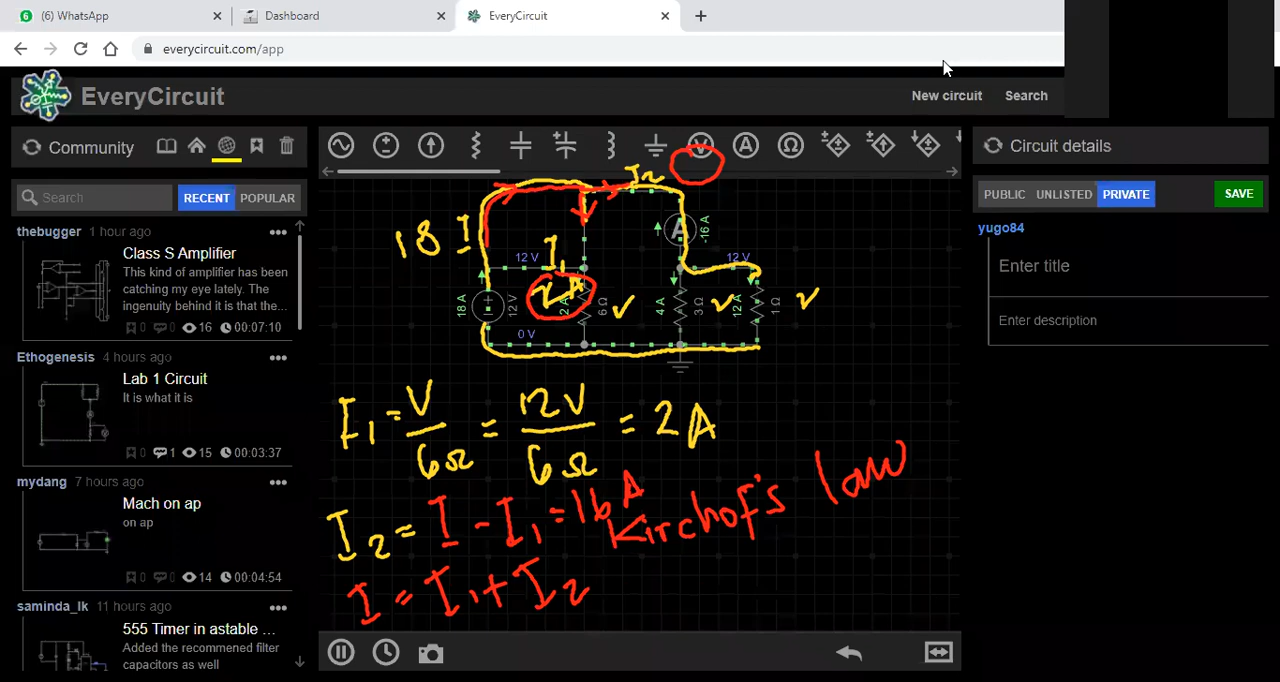 (6) WhatsApp
Dashboard
EveryCircuit
everycircuit.com/app
EveryCircuit
New circuit
Search
Community
Search
RECENT
POPULAR
thebugger 1 hour ago
Class S Amplifier
This kind of amplifier has been
catching my eye lately. The
ingenuity behind it is that the...
0 0 16 00:07:10
Ethogenesis 4 hours ago
Lab 1 Circuit
It is what it is
0 1 15 00:03:37
mydang 7 hours ago
Mach on ap
on ap
0 0 14 00:04:54
saminda_lk 11 hours ago
555 Timer in astable ...
Added the recommened filter
capacitors as well
V A Ω
I2
18 I
A -16 A
I1
12 V
12 V
2A
18 A
12 V
2 A
6 Ω
V
4 A
3 Ω
V
12 A
1 Ω
V
0 V
I1 = V/6Ω = 12V/6Ω = 2A
I2 = I - I1 = 16A
Kirchof's law
I = I1 + I2
Circuit details
PUBLIC UNLISTED PRIVATE
SAVE
yugo84
Enter title
Enter description